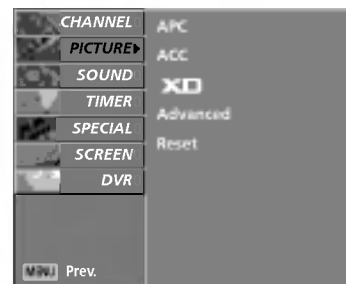 CHANNEL
PICTURE
SOUND
TIMER
SPECIAL
SCREEN
DVR
MENU Prev.
APC
ACC
XD
Advanced
Reset